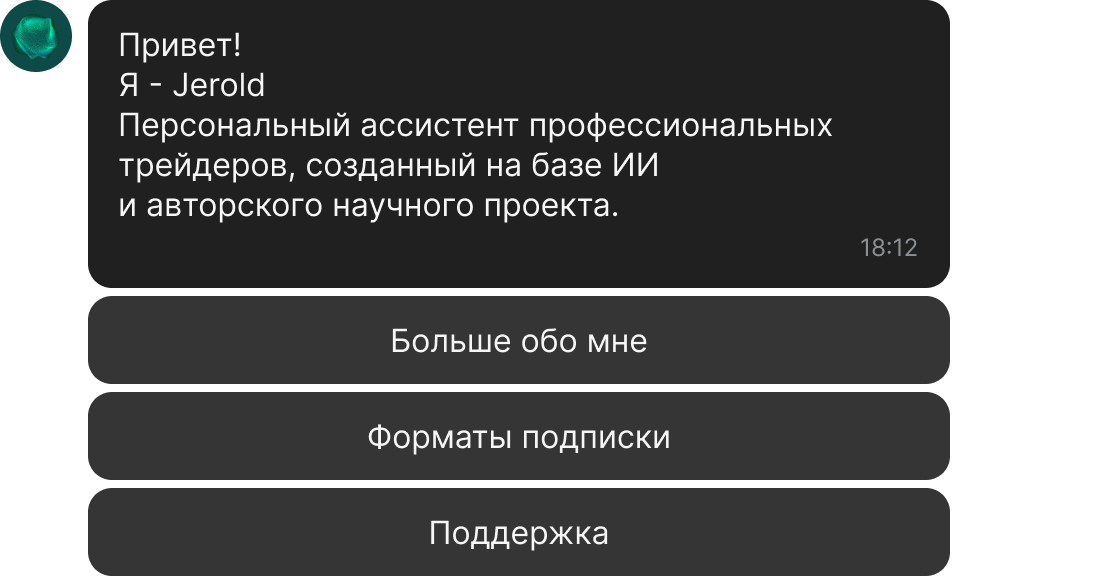 Привет!
Я - Jerold
Персональный ассистент профессиональных
трейдеров, созданный на базе ИИ
и авторского научного проекта.
18:12
Больше обо мне
Форматы подписки
Поддержка